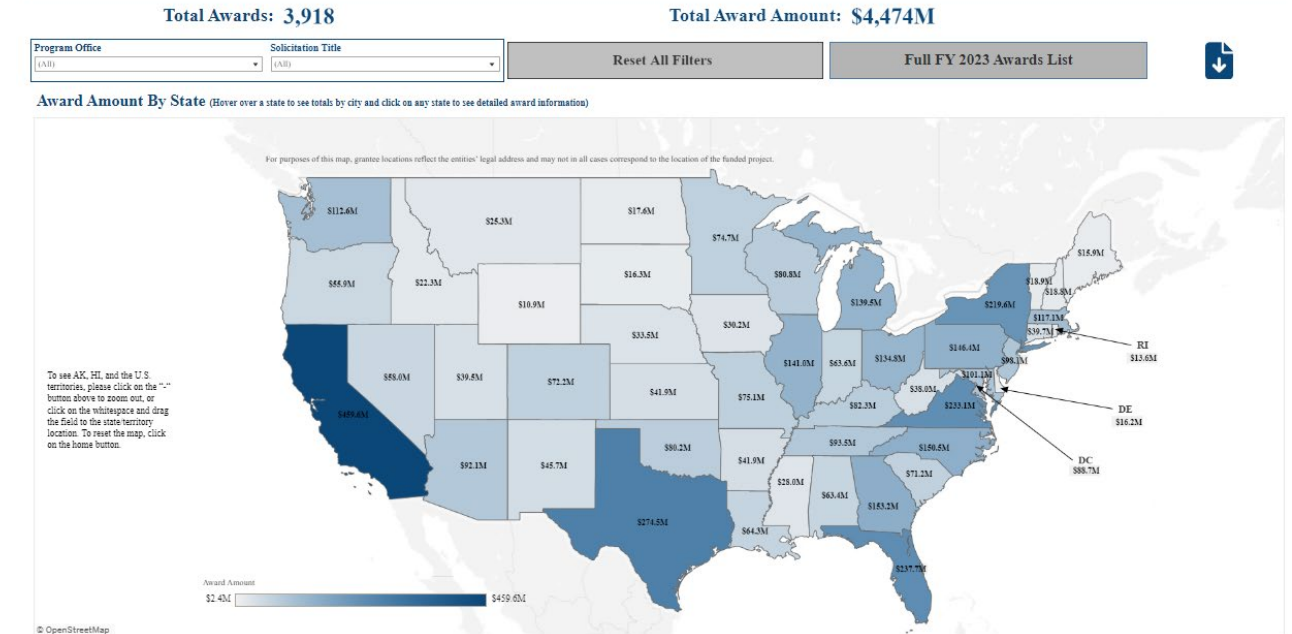 Total Awards: 3,918
Total Award Amount: $4,474M
Program Office
Solicitation Title
(All)
(All)
Reset All Filters
Full FY 2023 Awards List
Award Amount By State (Hover over a state to see totals by city and click on any state to see detailed award information)
For purposes of this map, grantee locations reflect the entities' legal address and may not in all cases correspond to the location of the funded project.
$112.6M
$25.3M
$17.6M
$74.7M
$15.9M
$55.9M
$22.3M
$16.3M
$80.8M
$18.9M
$18.8M
$10.9M
$139.5M
$219.6M
$117.1M
$30.2M
$39.7M
$33.5M
RI
$13.6M
$146.4M
$134.8M
$141.0M
$63.6M
$98.1M
To see AK, HI, and the U.S.
territories, please click on the "-"
button above to zoom out, or
click on the whitespace and drag
the field to the state/territory
location. To reset the map, click
on the home button.
$58.0M
$39.5M
$72.2M
$41.9M
$75.1M
$38.0M
$101.1M
$82.3M
$233.1M
DE
$16.2M
$459.6M
$93.5M
$150.5M
$80.2M
DC
$88.7M
$92.1M
$45.7M
$41.9M
$71.2M
$28.0M
$63.4M
$153.2M
$274.5M
$64.3M
$237.7M
Award Amount
$2.4M
$459.6M
© OpenStreetMap